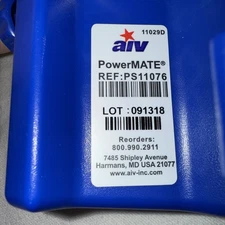 11029D
aiv
PowerMATE®
REF:PS11076
LOT : 091318
Reorders:
800.990.2911
7485 Shipley Avenue
Harmans, MD USA 21077
www.aiv-inc.com